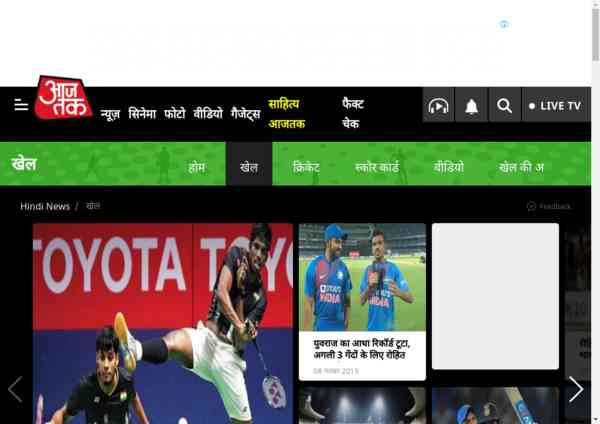 आज
तक
न्यूज़ सिनेमा फोटो वीडियो गैजेट्स साहित्य आजतक फैक्ट चेक
LIVE TV
खेल
होम खेल क्रिकेट स्कोर कार्ड वीडियो खेल की अ
Hindi News / खेल
Feedback
TOYOTA TOY
INDIA
INDIA
युवराज का आधा रिकॉर्ड टूटा,
अगली 3 गेंदों के लिए रोहित
08 नवंबर 2019